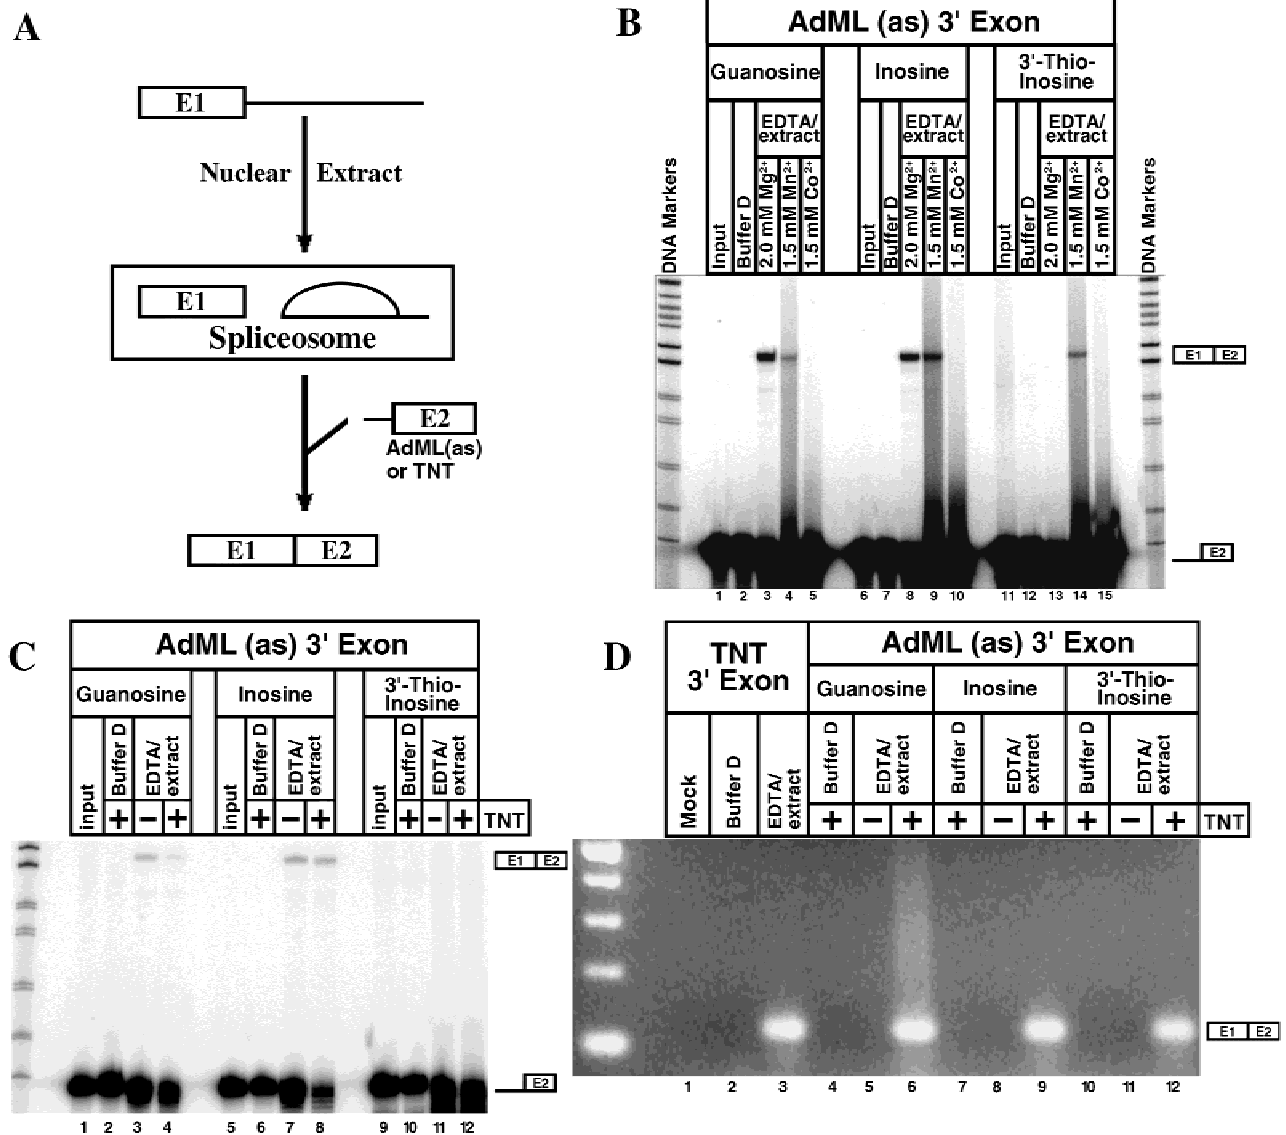 A
E1
Nuclear Extract
E1
Spliceosome
E2
AdML(as)
or TNT
E1 E2
B
AdML (as) 3' Exon
Guanosine Inosine 3'-Thio-
Inosine
EDTA/
extract
EDTA/
extract
EDTA/
extract
DNA Markers
Input
Buffer D
2.0 mM Mg2+
1.5 mM Mn2+
1.5 mM Co2+
Input
Buffer D
2.0 mM Mg2+
1.5 mM Mn2+
1.5 mM Co2+
Input
Buffer D
2.0 mM Mg2+
1.5 mM Mn2+
1.5 mM Co2+
DNA Markers
E1 E2
E2
1 2 3 4 5 6 7 8 9 10 11 12 13 14 15
C
AdML (as) 3' Exon
Guanosine Inosine 3'-Thio-
Inosine
input
Buffer D
EDTA/
extract
input
Buffer D
EDTA/
extract
input
Buffer D
EDTA/
extract
+ − + + − + + − + TNT
E1 E2
E2
1 2 3 4 5 6 7 8 9 10 11 12
D
TNT
3' Exon
AdML (as) 3' Exon
Guanosine Inosine 3'-Thio-
Inosine
Mock
Buffer D
EDTA/
extract
Buffer D
EDTA/
extract
Buffer D
EDTA/
extract
Buffer D
EDTA/
extract
+ − + + − + + − + TNT
E1 E2
1 2 3 4 5 6 7 8 9 10 11 12